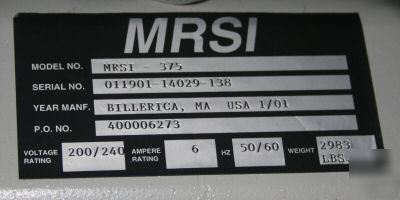 MRSI
MODEL NO. MRSI - 375
SERIAL NO. 011901-14029-138
YEAR MANF. BILLERICA, MA USA 1/01
P.O. NO. 400006273
VOLTAGE RATING 200/240 AMPERE RATING 6 HZ 50/60 WEIGHT 2983 LBS.